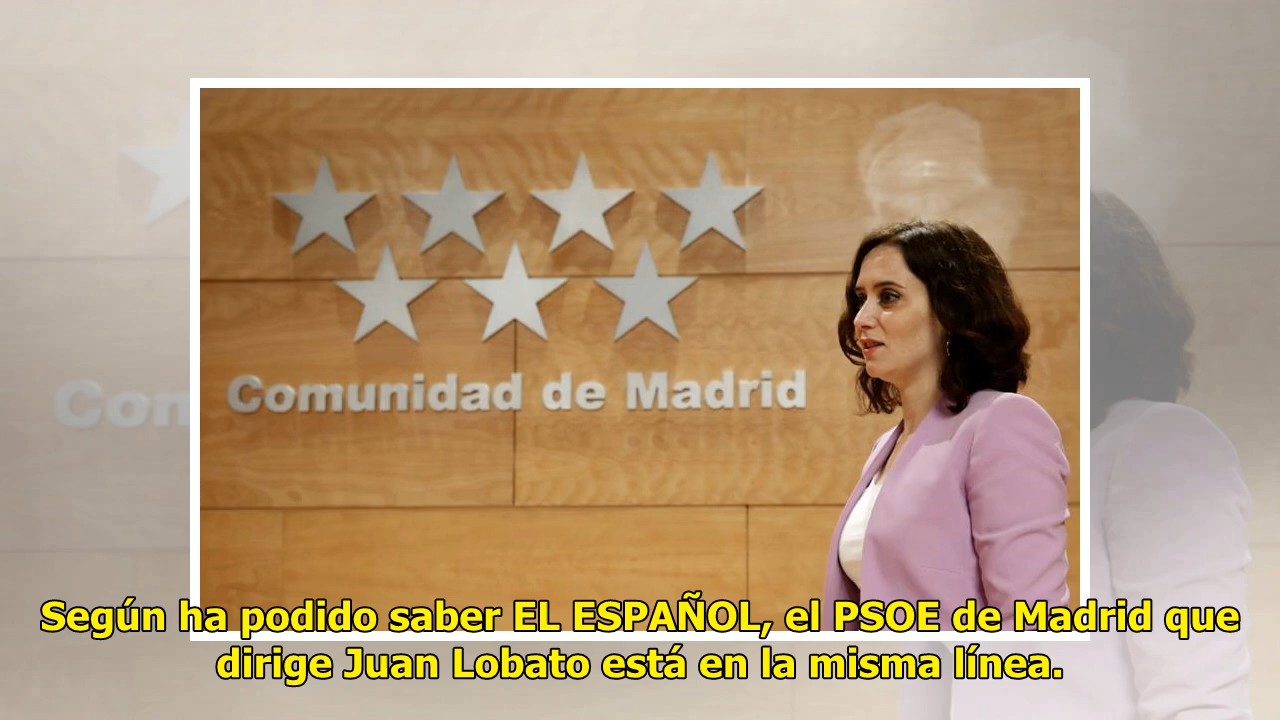 Comunidad de Madrid
Con
Según ha podido saber EL ESPAÑOL, el PSOE de Madrid que
dirige Juan Lobato está en la misma línea.